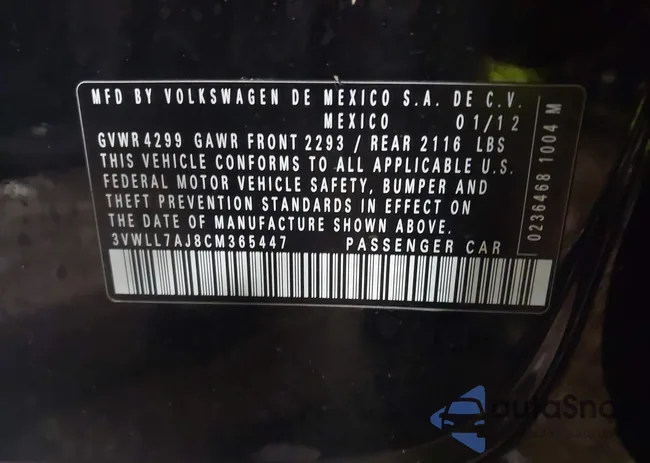 MFD BY VOLKSWAGEN DE MEXICO S.A. DE C.V.
MEXICO 01/12
GVWR 4299 GAWR FRONT 2293 / REAR 2116 LBS
THIS VEHICLE CONFORMS TO ALL APPLICABLE U.S.
FEDERAL MOTOR VEHICLE SAFETY, BUMPER AND
THEFT PREVENTION STANDARDS IN EFFECT ON
THE DATE OF MANUFACTURE SHOWN ABOVE.
3VWLL7AJ8CM365447 PASSENGER CAR
0236468 1004 M